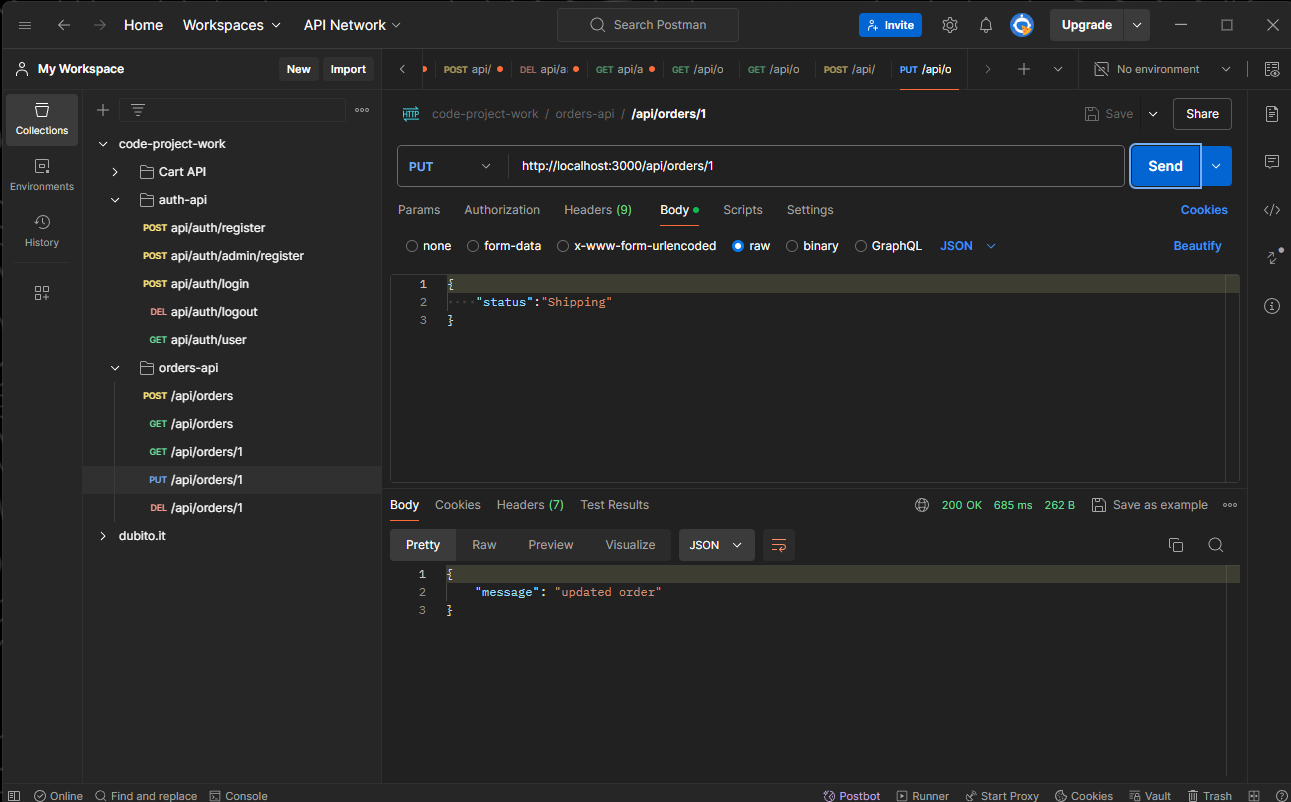 Home Workspaces API Network Search Postman Invite Upgrade
My Workspace New Import
POST api/ DEL api/a GET api/a GET /api/o GET /api/o POST /api/ PUT /api/o No environment
Collections
Environments
History
code-project-work
Cart API
auth-api
POST api/auth/register
POST api/auth/admin/register
POST api/auth/login
DEL api/auth/logout
GET api/auth/user
orders-api
POST /api/orders
GET /api/orders
GET /api/orders/1
PUT /api/orders/1
DEL /api/orders/1
dubito.it
HTTP code-project-work / orders-api / /api/orders/1 Save Share
PUT http://localhost:3000/api/orders/1 Send
Params Authorization Headers (9) Body Scripts Settings Cookies
none form-data x-www-form-urlencoded raw binary GraphQL JSON Beautify
1 {
2 "status":"Shipping"
3 }
Body Cookies Headers (7) Test Results 200 OK 685 ms 262 B Save as example
Pretty Raw Preview Visualize JSON
1 {
2 "message": "updated order"
3 }
Online Find and replace Console Postbot Runner Start Proxy Cookies Vault Trash